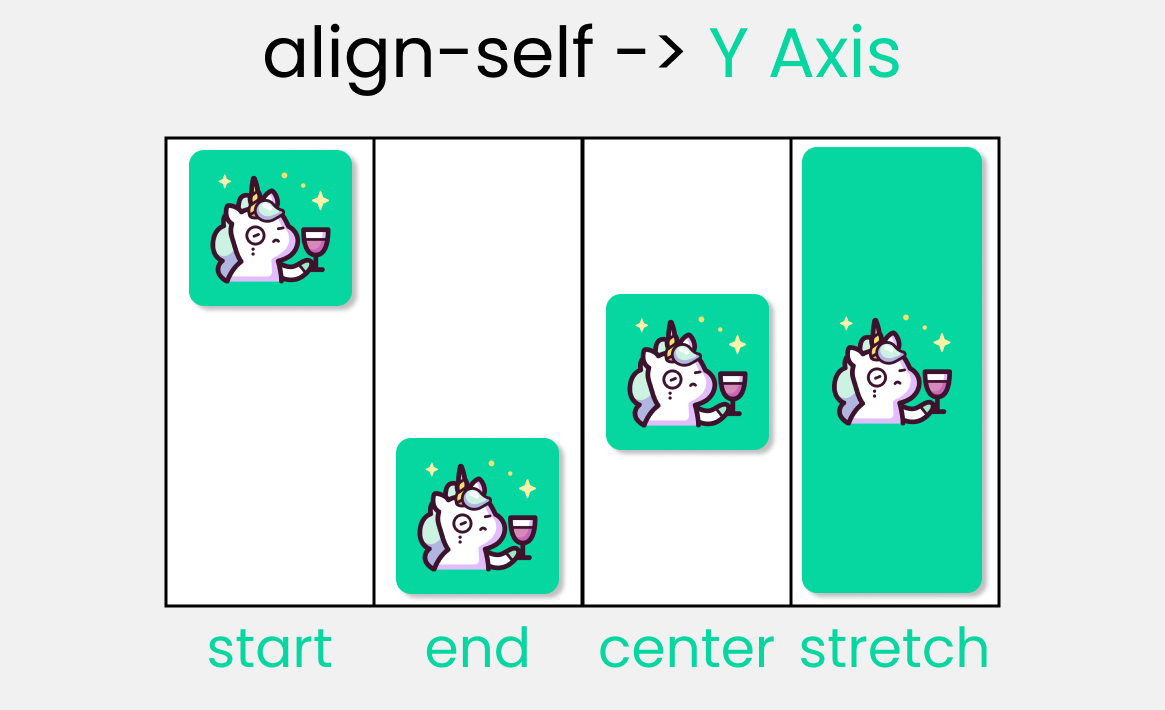 align-self -> Y Axis
start end center stretch